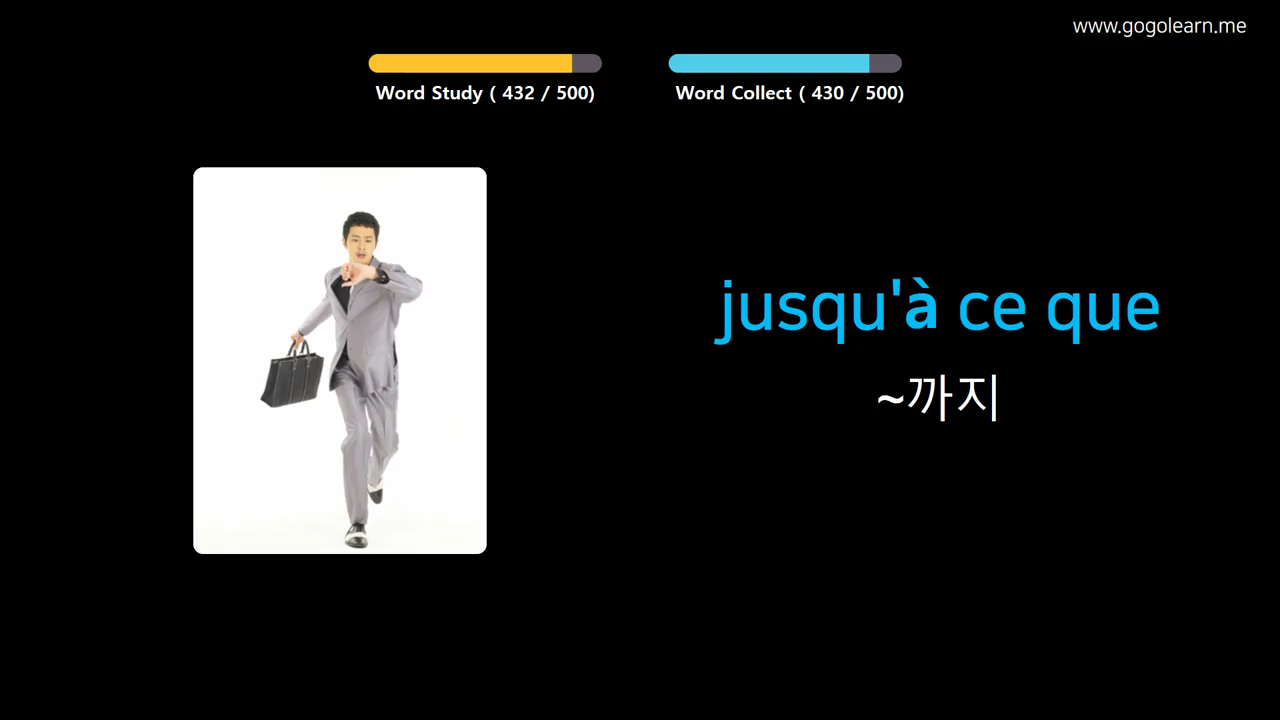 www.gogolearn.me
Word Study ( 432 / 500)
Word Collect ( 430 / 500)
jusqu'à ce que
~까지